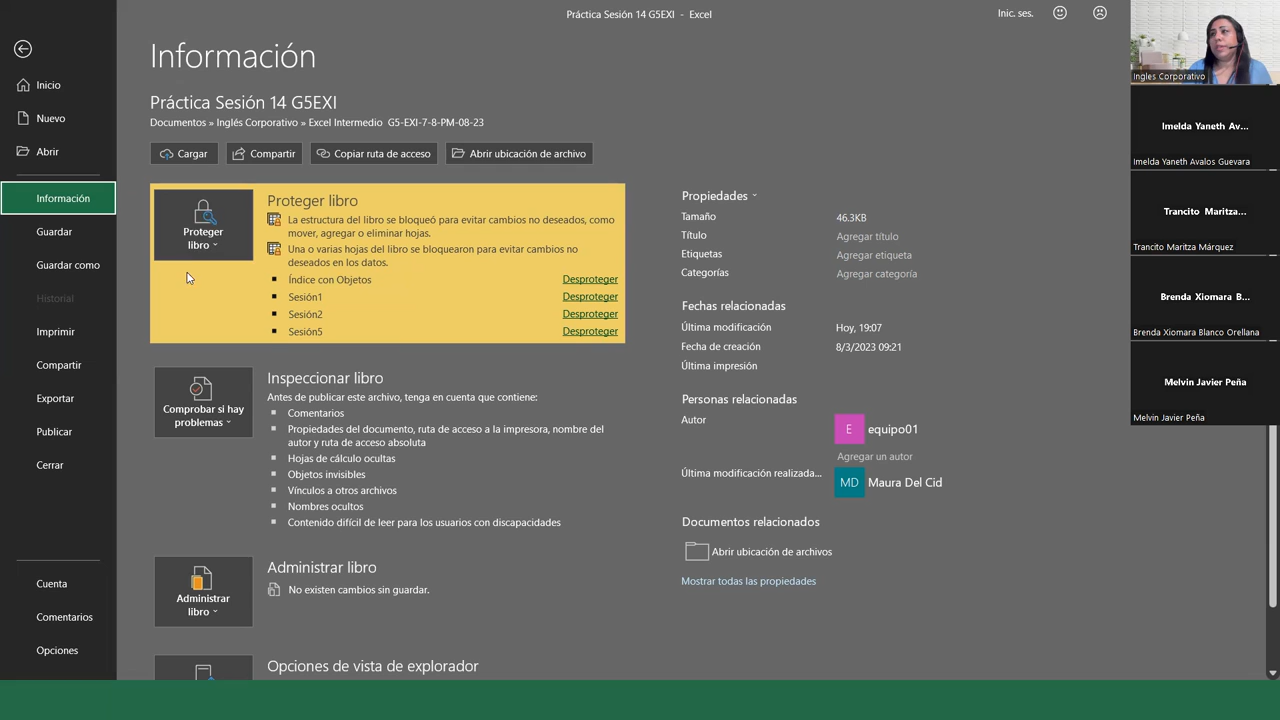 Práctica Sesión 14 G5EXI - Excel
Inic. ses.
Inicio
Nuevo
Abrir
Información
Guardar
Guardar como
Historial
Imprimir
Compartir
Exportar
Publicar
Cerrar
Cuenta
Comentarios
Opciones
Información
Práctica Sesión 14 G5EXI
Documentos » Inglés Corporativo » Excel Intermedio G5-EXI-7-8-PM-08-23
Cargar
Compartir
Copiar ruta de acceso
Abrir ubicación de archivo
Proteger
libro
Proteger libro
La estructura del libro se bloqueó para evitar cambios no deseados, como
mover, agregar o eliminar hojas.
Una o varias hojas del libro se bloquearon para evitar cambios no
deseados en los datos.
Índice con Objetos Desproteger
Sesión1 Desproteger
Sesión2 Desproteger
Sesión5 Desproteger
Comprobar si hay
problemas
Inspeccionar libro
Antes de publicar este archivo, tenga en cuenta que contiene:
Comentarios
Propiedades del documento, ruta de acceso a la impresora, nombre del
autor y ruta de acceso absoluta
Hojas de cálculo ocultas
Objetos invisibles
Vínculos a otros archivos
Nombres ocultos
Contenido difícil de leer para los usuarios con discapacidades
Administrar
libro
Administrar libro
No existen cambios sin guardar.
Opciones de vista de explorador
Propiedades
Tamaño 46.3KB
Título Agregar título
Etiquetas Agregar etiqueta
Categorías Agregar categoría
Fechas relacionadas
Última modificación Hoy, 19:07
Fecha de creación 8/3/2023 09:21
Última impresión
Personas relacionadas
Autor
E equipo01
Agregar un autor
Última modificación realizada...
MD Maura Del Cid
Documentos relacionados
Abrir ubicación de archivos
Mostrar todas las propiedades
Ingles Corporativo
Imelda Yaneth Av...
Imelda Yaneth Avalos Guevara
Trancito Maritza...
Trancito Maritza Márquez
Brenda Xiomara B...
Brenda Xiomara Blanco Orellana
Melvin Javier Peña
Melvin Javier Peña